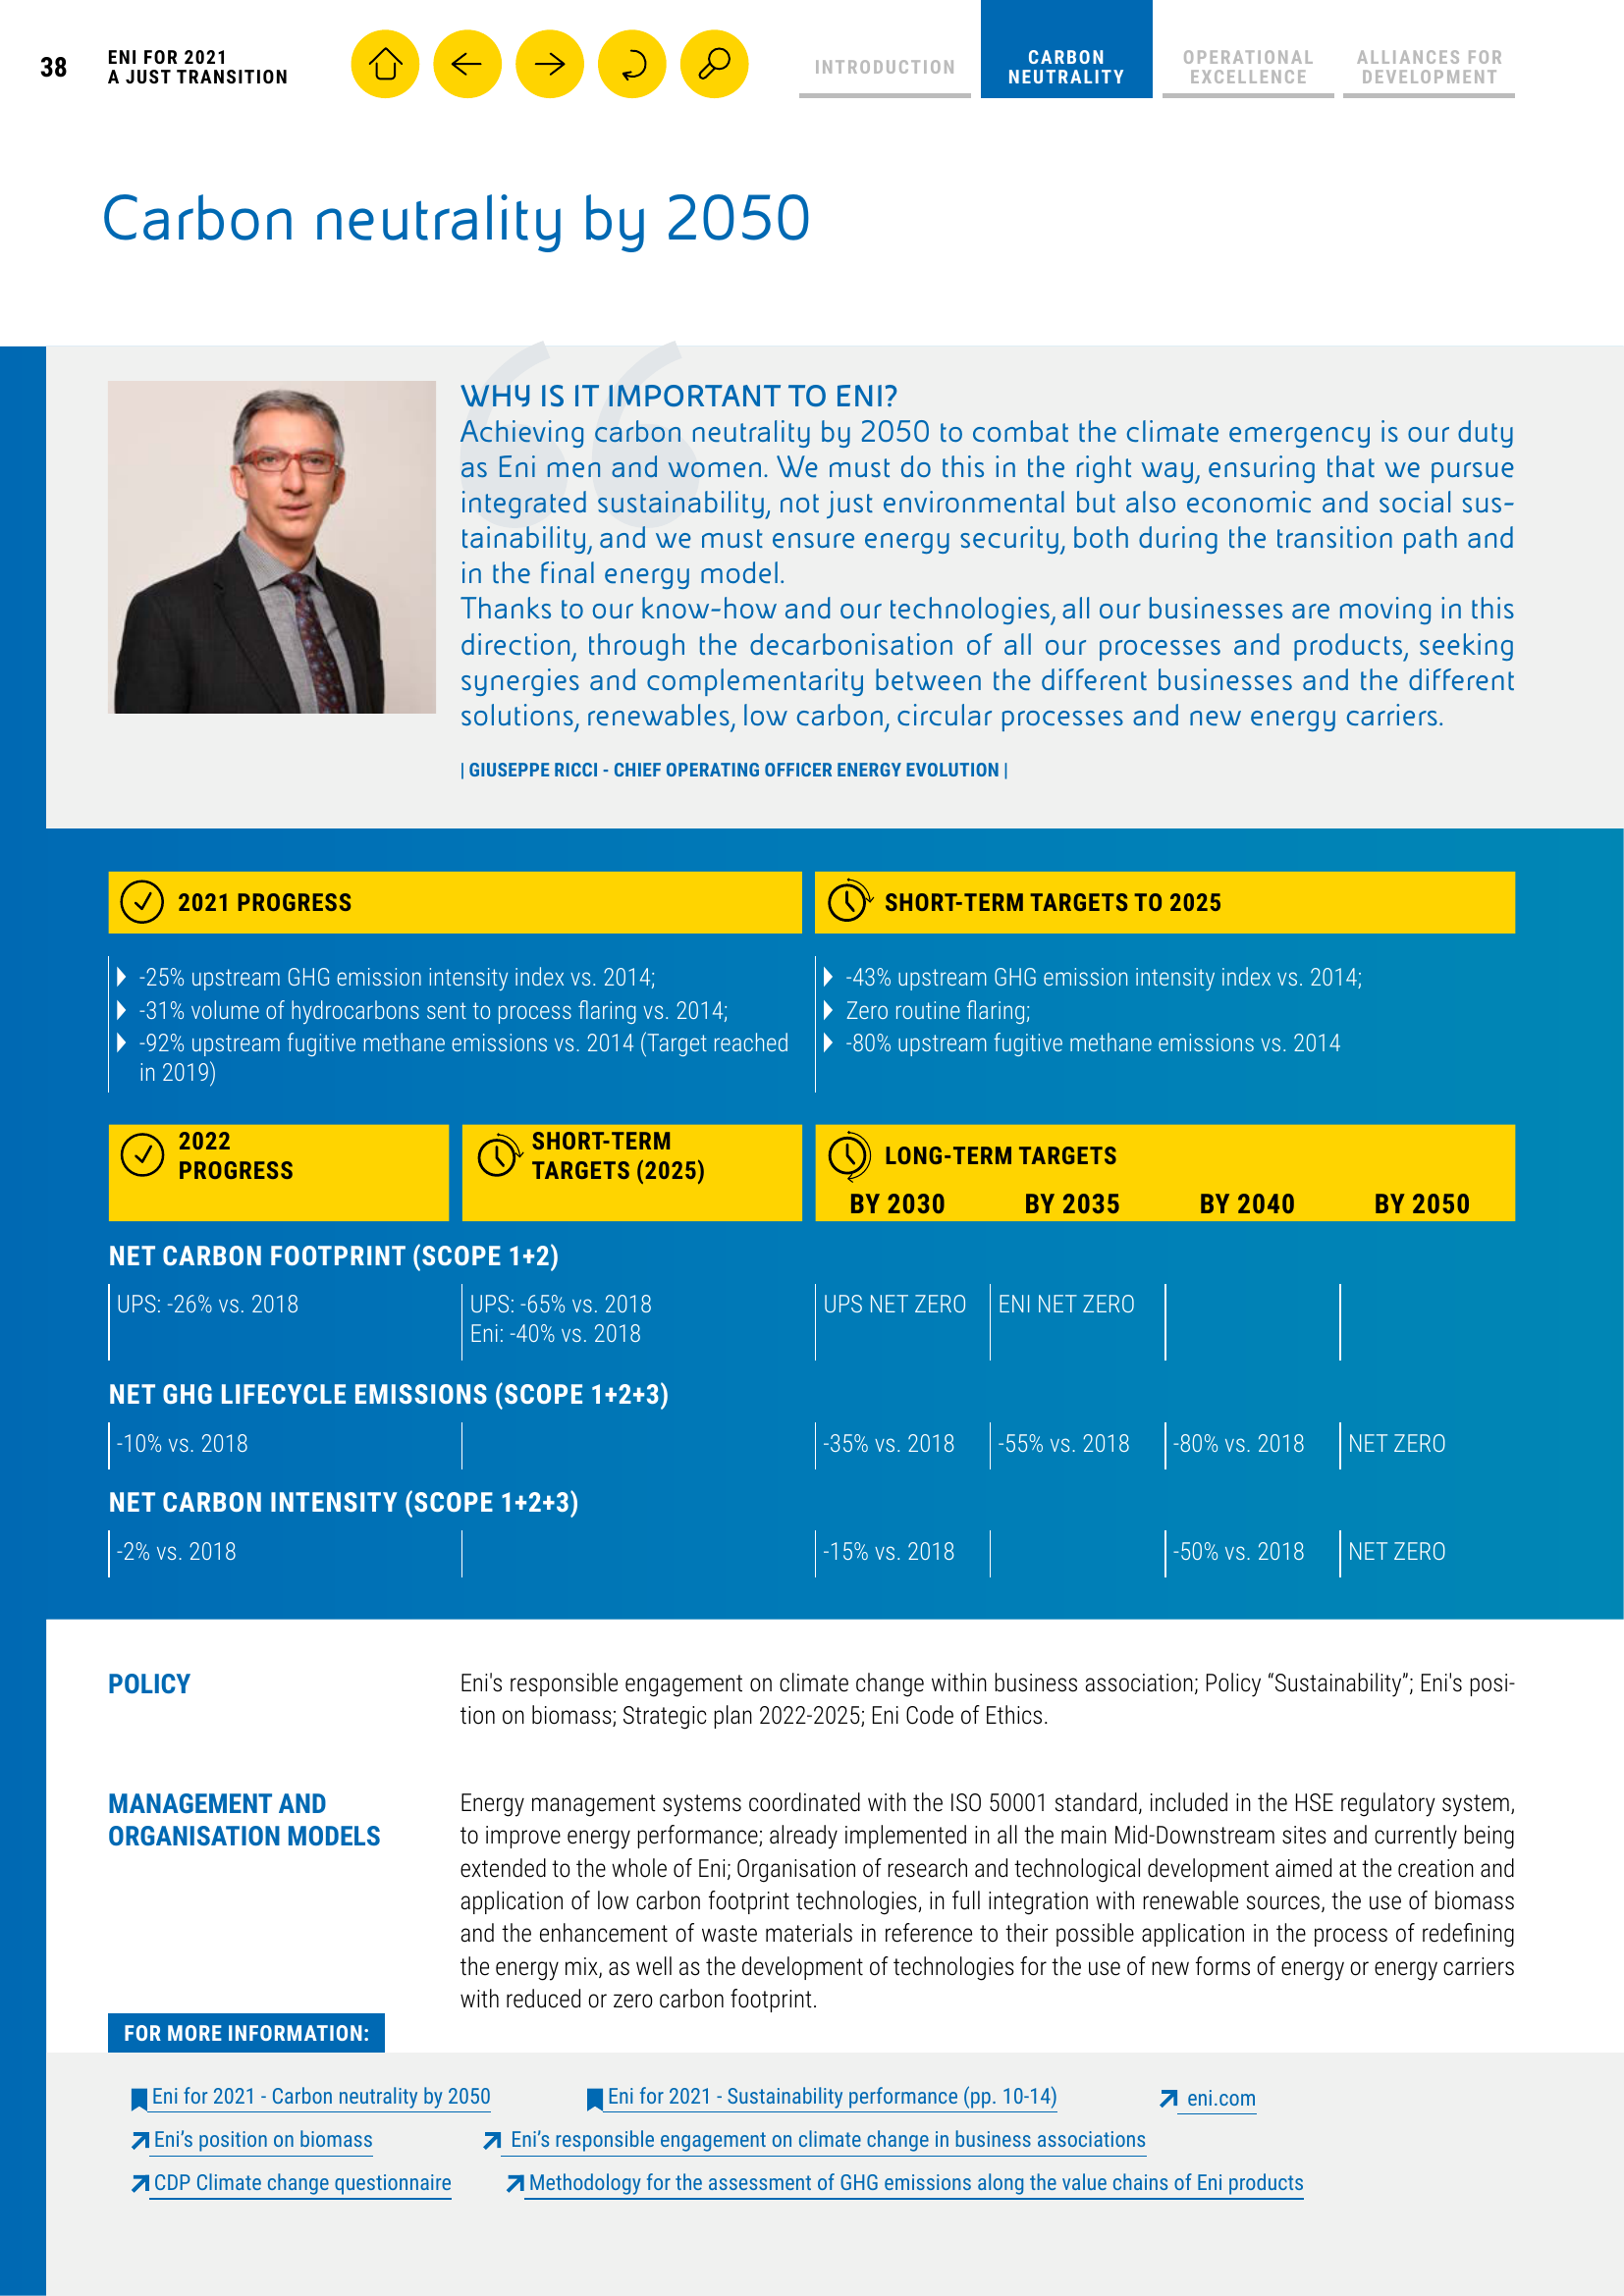 38
ENI FOR 2021
A JUST TRANSITION
INTRODUCTION
CARBON
NEUTRALITY
OPERATIONAL
EXCELLENCE
ALLIANCES FOR
DEVELOPMENT
Carbon neutrality by 2050
WHY IS IT IMPORTANT TO ENI?
Achieving carbon neutrality by 2050 to combat the climate emergency is our duty
as Eni men and women. We must do this in the right way, ensuring that we pursue
integrated sustainability, not just environmental but also economic and social sus-
tainability, and we must ensure energy security, both during the transition path and
in the final energy model.
Thanks to our know-how and our technologies, all our businesses are moving in this
direction, through the decarbonisation of all our processes and products, seeking
synergies and complementarity between the different businesses and the different
solutions, renewables, low carbon, circular processes and new energy carriers.
| GIUSEPPE RICCI - CHIEF OPERATING OFFICER ENERGY EVOLUTION |
2021 PROGRESS
-25% upstream GHG emission intensity index vs. 2014;
-31% volume of hydrocarbons sent to process flaring vs. 2014;
-92% upstream fugitive methane emissions vs. 2014 (Target reached
in 2019)
SHORT-TERM TARGETS TO 2025
-43% upstream GHG emission intensity index vs. 2014;
Zero routine flaring;
-80% upstream fugitive methane emissions vs. 2014
2022
PROGRESS
SHORT-TERM
TARGETS (2025)
LONG-TERM TARGETS
BY 2030 BY 2035 BY 2040 BY 2050
NET CARBON FOOTPRINT (SCOPE 1+2)
UPS: -26% vs. 2018 UPS: -65% vs. 2018 UPS NET ZERO ENI NET ZERO
Eni: -40% vs. 2018
NET GHG LIFECYCLE EMISSIONS (SCOPE 1+2+3)
-10% vs. 2018 -35% vs. 2018 -55% vs. 2018 -80% vs. 2018 NET ZERO
NET CARBON INTENSITY (SCOPE 1+2+3)
-2% vs. 2018 -15% vs. 2018 -50% vs. 2018 NET ZERO
POLICY
Eni's responsible engagement on climate change within business association; Policy “Sustainability”; Eni's posi-
tion on biomass; Strategic plan 2022-2025; Eni Code of Ethics.
MANAGEMENT AND
ORGANISATION MODELS
Energy management systems coordinated with the ISO 50001 standard, included in the HSE regulatory system,
to improve energy performance; already implemented in all the main Mid-Downstream sites and currently being
extended to the whole of Eni; Organisation of research and technological development aimed at the creation and
application of low carbon footprint technologies, in full integration with renewable sources, the use of biomass
and the enhancement of waste materials in reference to their possible application in the process of redefining
the energy mix, as well as the development of technologies for the use of new forms of energy or energy carriers
with reduced or zero carbon footprint.
FOR MORE INFORMATION:
Eni for 2021 - Carbon neutrality by 2050 Eni for 2021 - Sustainability performance (pp. 10-14) eni.com
Eni’s position on biomass Eni’s responsible engagement on climate change in business associations
CDP Climate change questionnaire Methodology for the assessment of GHG emissions along the value chains of Eni products